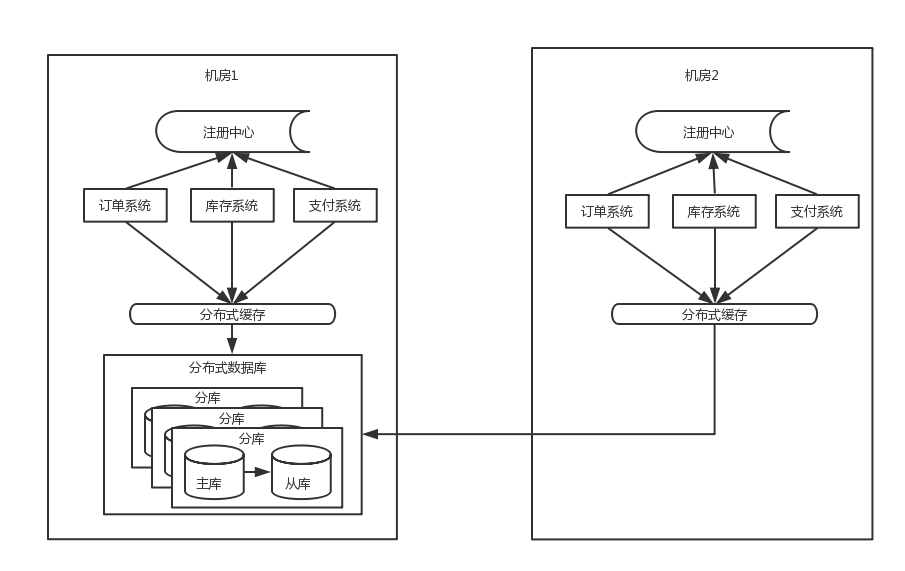 机房1
注册中心
订单系统
库存系统
支付系统
分布式缓存
分布式数据库
分库
分库
分库
主库
从库
机房2
注册中心
订单系统
库存系统
支付系统
分布式缓存